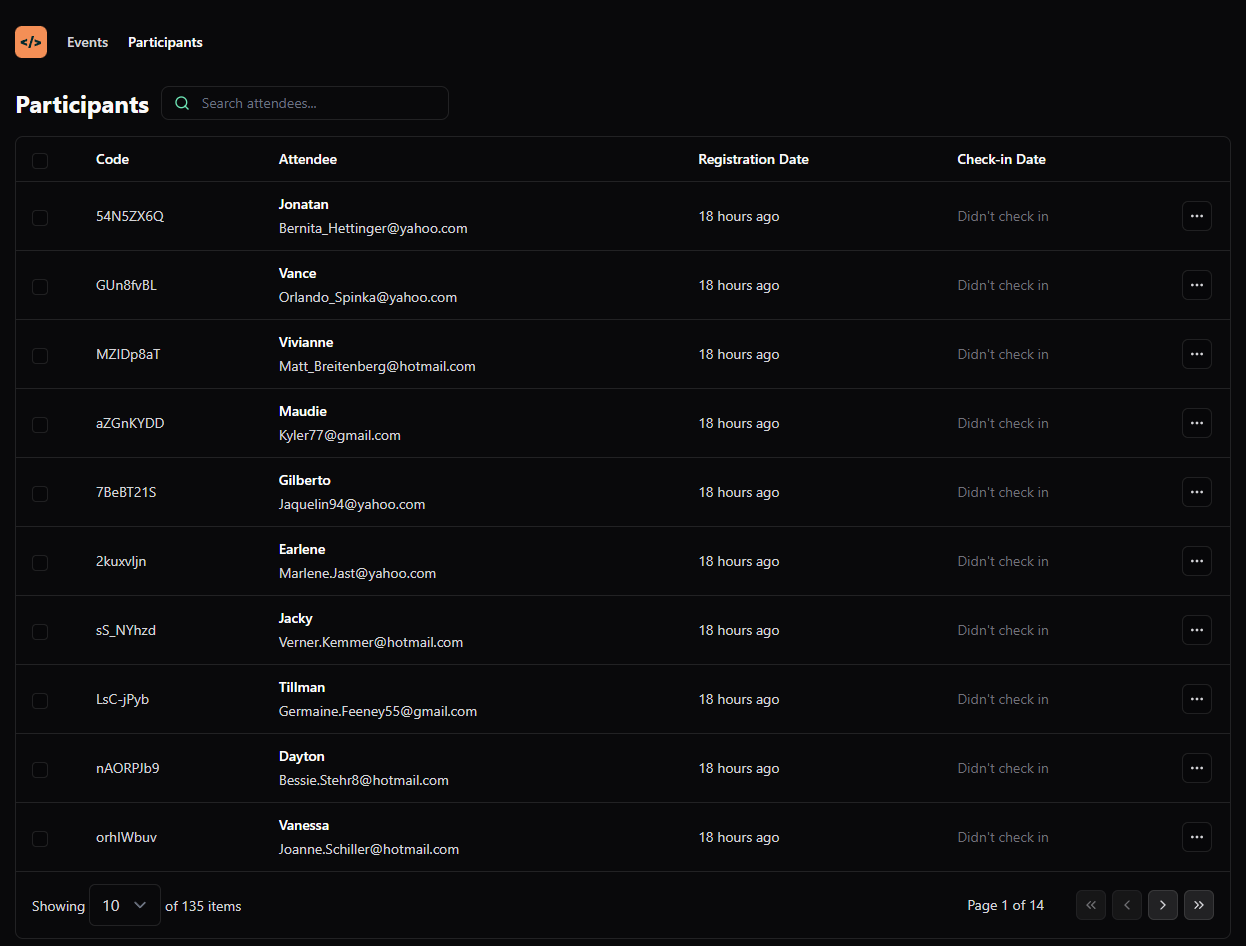 </> Events Participants
Participants Search attendees...
Code Attendee Registration Date Check-in Date
Jonatan
54N5ZX6Q 18 hours ago Didn't check in
Bernita_Hettinger@yahoo.com
Vance
GUn8fvBL 18 hours ago Didn't check in
Orlando_Spinka@yahoo.com
Vivianne
MZIDp8aT 18 hours ago Didn't check in
Matt_Breitenberg@hotmail.com
Maudie
aZGnKYDD 18 hours ago Didn't check in
Kyler77@gmail.com
Gilberto
7BeBT21S 18 hours ago Didn't check in
Jaquelin94@yahoo.com
Earlene
2kuxvljn 18 hours ago Didn't check in
Marlene.Jast@yahoo.com
Jacky
sS_NYhzd 18 hours ago Didn't check in
Verner.Kemmer@hotmail.com
Tillman
LsC-jPyb 18 hours ago Didn't check in
Germaine.Feeney55@gmail.com
Dayton
nAORPJb9 18 hours ago Didn't check in
Bessie.Stehr8@hotmail.com
Vanessa
orhIWbuv 18 hours ago Didn't check in
Joanne.Schiller@hotmail.com
Showing 10 of 135 items Page 1 of 14